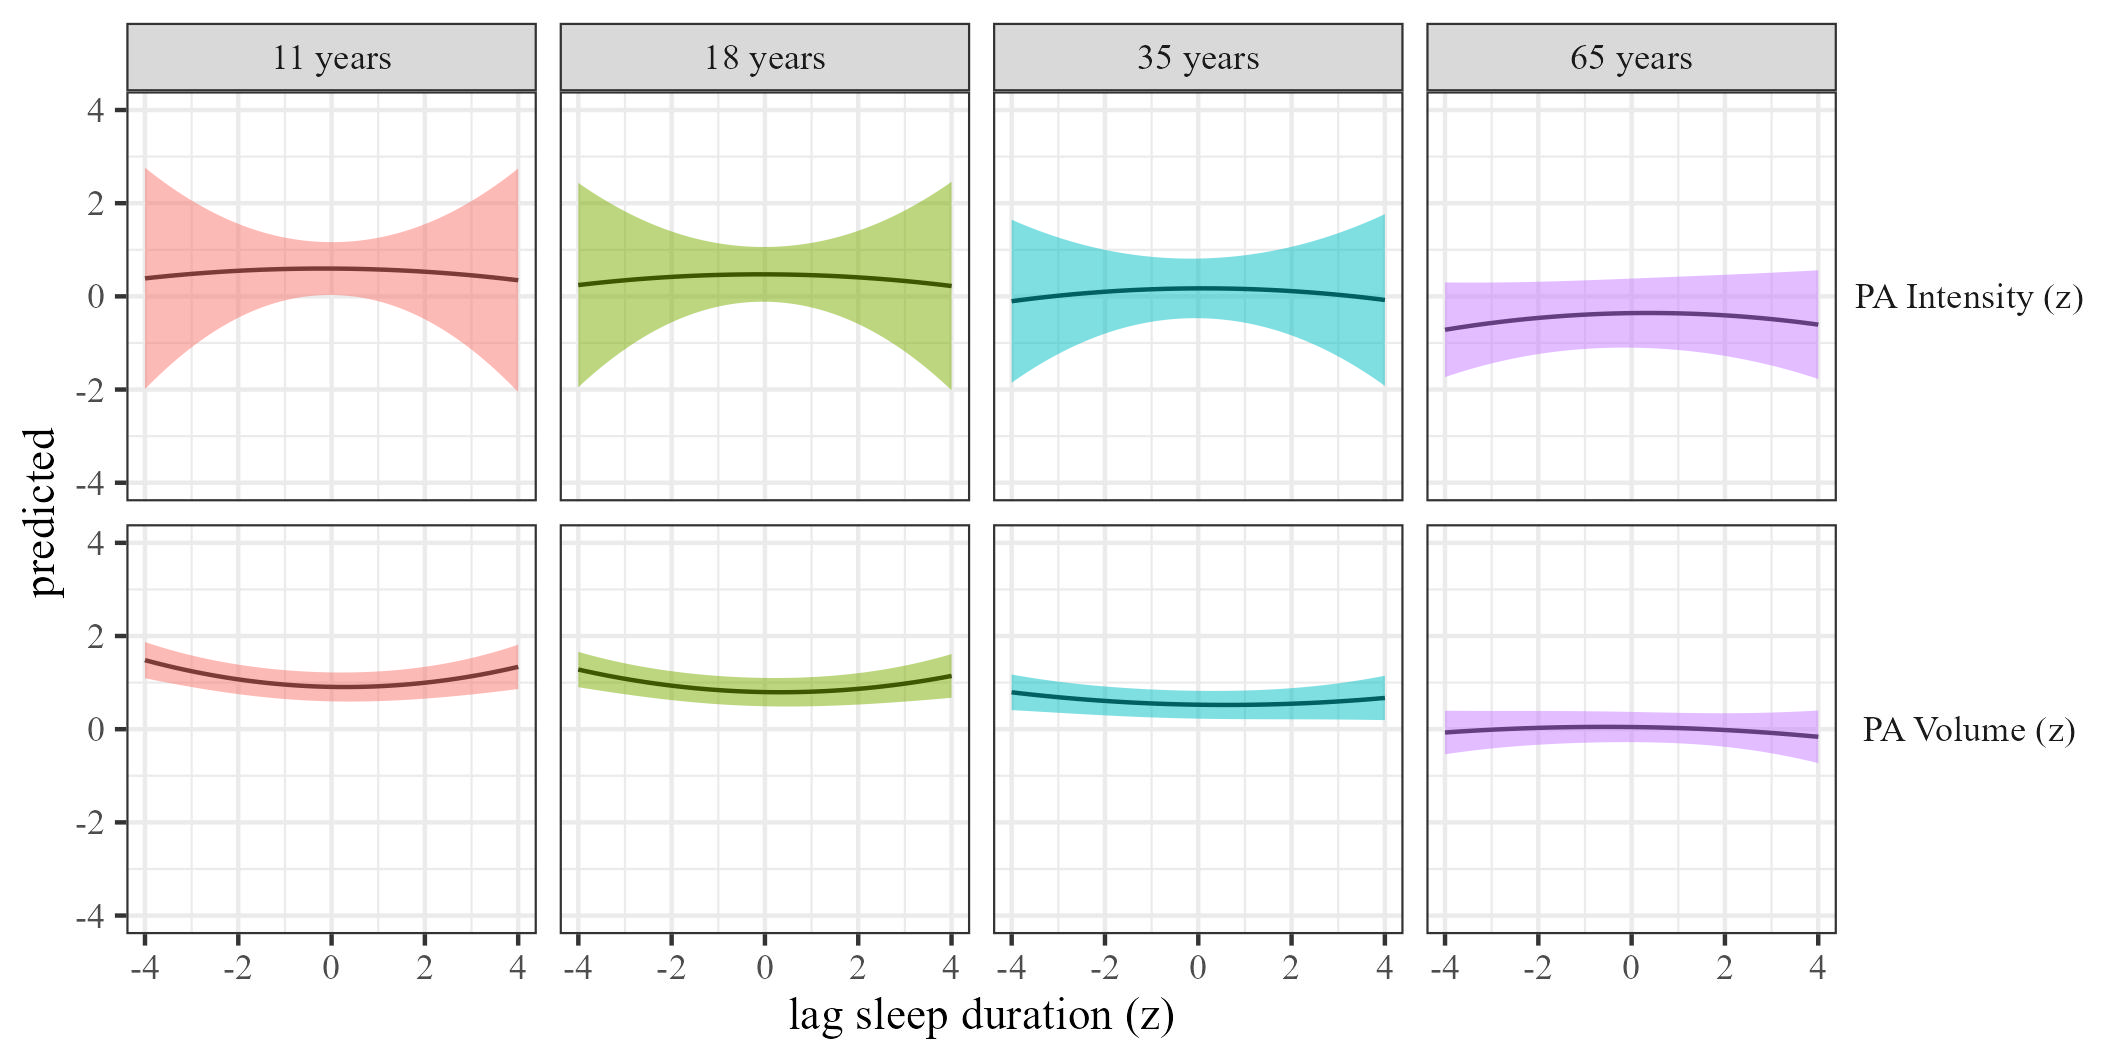 11 years 18 years 35 years 65 years
4
2
0
-2
-4
PA Intensity (z)
predicted
4
2
0
-2
-4
PA Volume (z)
-4 -2 0 2 4 -4 -2 0 2 4 -4 -2 0 2 4 -4 -2 0 2 4
lag sleep duration (z)